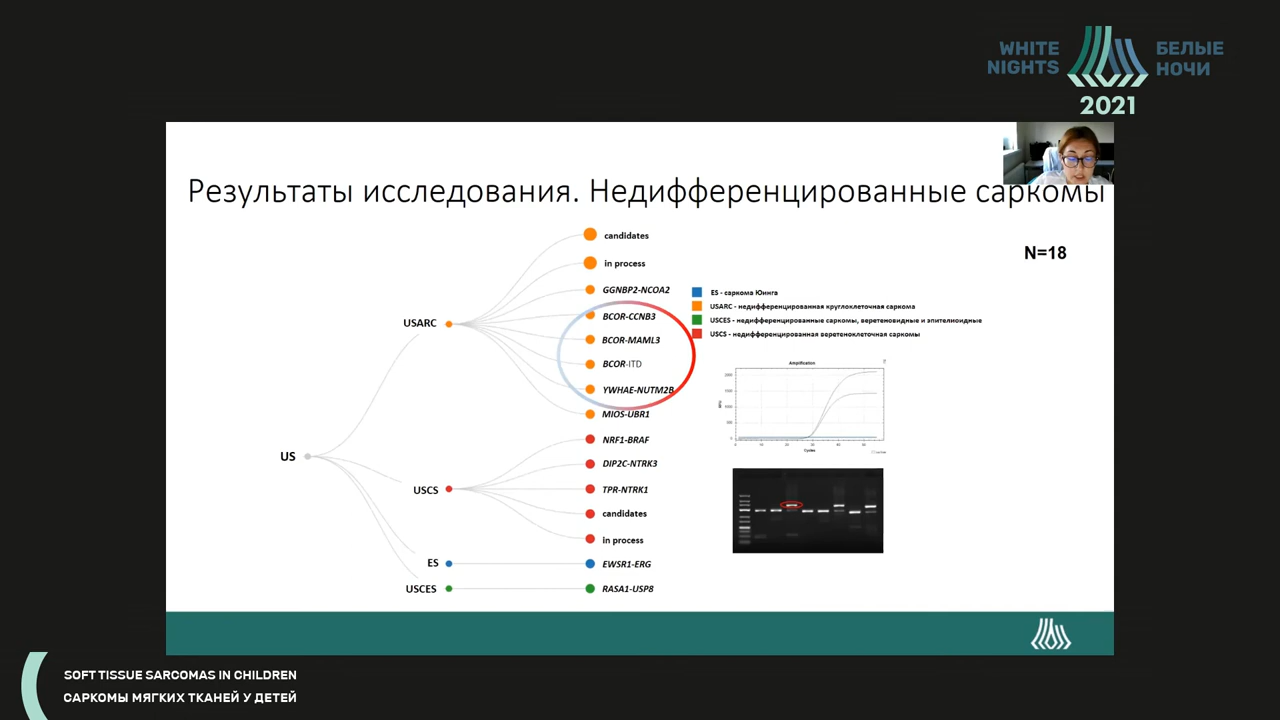 WHITE NIGHTS
БЕЛЫЕ НОЧИ
2021
Результаты исследования. Недифференцированные саркомы
N=18
candidates
in process
GGNBP2-NCOA2
BCOR-CCNB3
BCOR-MAML3
BCOR-ITD
YWHAE-NUTM2B
MIOS-UBR1
USARC
NRF1-BRAF
DIP2C-NTRK3
TPR-NTRK1
candidates
in process
USCS
US
ES
EWSR1-ERG
USCES
RASA1-USP8
ES - саркома Юинга
USARC - недифференцированная круглоклеточная саркома
USCES - недифференцированные саркомы, веретеновидные и эпителиоидные
USCS - недифференцированная веретеноклеточная саркомы
Amplification
Cycles
SOFT TISSUE SARCOMAS IN CHILDREN
САРКОМЫ МЯГКИХ ТКАНЕЙ У ДЕТЕЙ